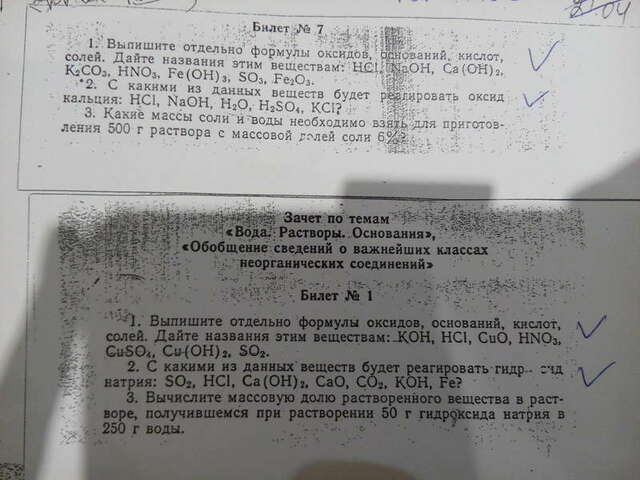 Билет № 7
1. Выпишите отдельно формулы оксидов, оснований, кислот,
солей. Дайте названия этим веществам: HCl, NaOH, Ca(OH)₂,
K₂CO₃, HNO₃, Fe(OH)₃, SO₃, Fe₂O₃.
2. С какими из данных веществ будет реагировать оксид
кальция: HCl, NaOH, H₂O, H₂SO₄, KCl?
3. Какие массы соли и воды необходимо взять для приготов-
ления 500 г раствора с массовой долей соли 6%?
Зачет по темам
«Вода. Растворы. Основания»,
«Обобщение сведений о важнейших классах
неорганических соединений»
Билет № 1
1. Выпишите отдельно формулы оксидов, оснований, кислот,
солей. Дайте названия этим веществам: KOH, HCl, CuO, HNO₃,
CuSO₄, Cu(OH)₂, SO₂.
2. С какими из данных веществ будет реагировать гидроксид
натрия: SO₂, HCl, Ca(OH)₂, CaO, CO₂, KOH, Fe?
3. Вычислите массовую долю растворенного вещества в раст-
воре, получившемся при растворении 50 г гидроксида натрия в
250 г воды.